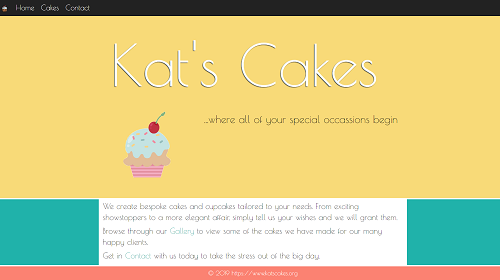 Home Cakes Contact
Kat's Cakes
...where all of your special occassions begin
We create bespoke cakes and cupcakes tailored to your needs. From exciting
showstoppers to a more elegant affair, simply tell us your wishes and we will grant them.
Browse through our Gallery to view some of the cakes we have made for our many
happy clients.
Get in Contact with us today to take the stress out of the big day.
© 2019 https://www.katscakes.org